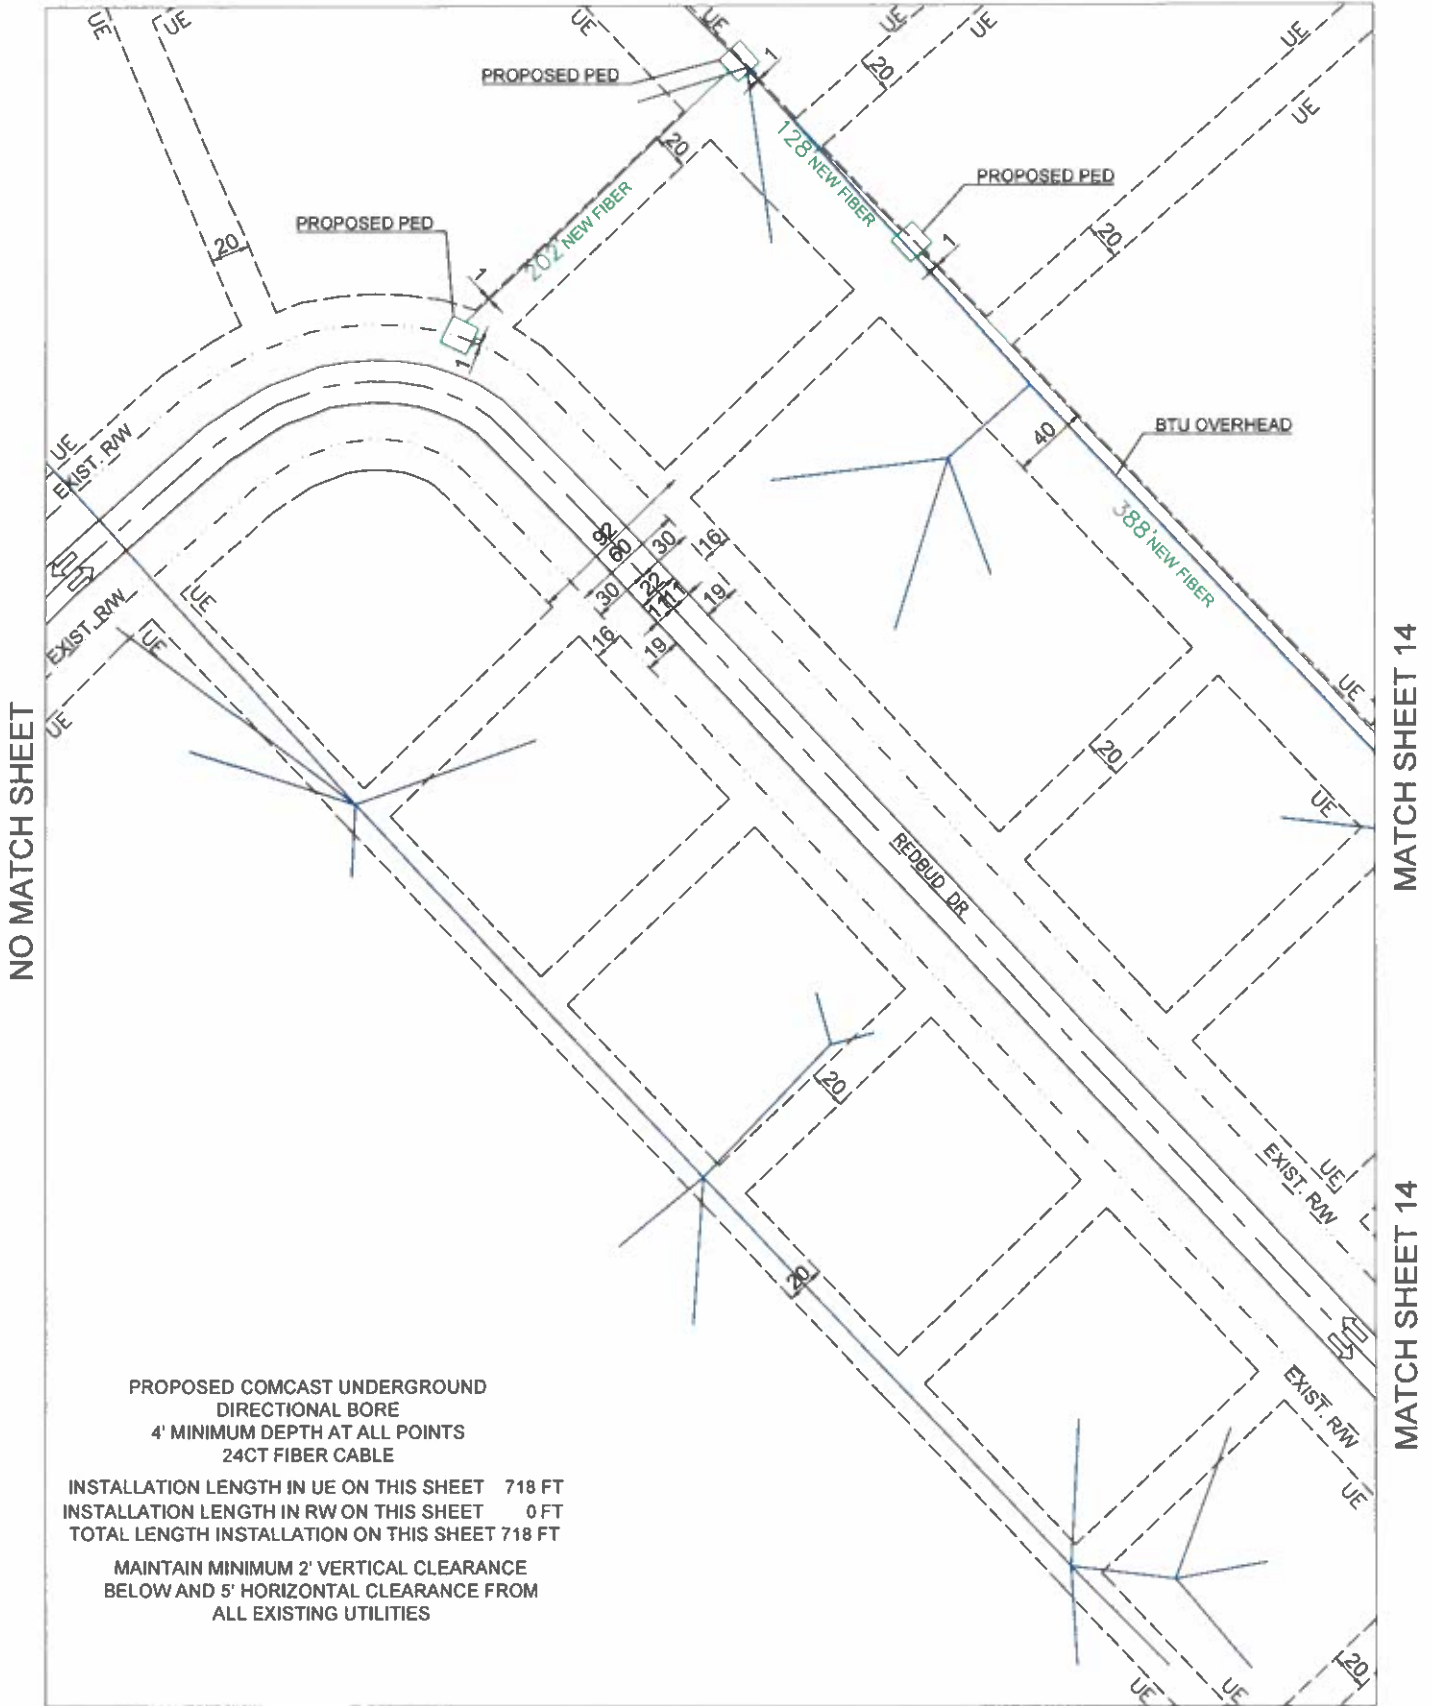 UE
UE
UE
UE
UE
UE
UE
UE
PROPOSED PED
1
20
20
128' NEW FIBER
PROPOSED PED
PROPOSED PED
202' NEW FIBER
20
20
1
1
1
UE
EXIST. R/W
40
BTU OVERHEAD
388' NEW FIBER
92
60
30
16
22
11
11
19
30
16
19
UE
EXIST. R/W
UE
UE
UE
20
UE
NO MATCH SHEET
MATCH SHEET 14
REDBUD DR
20
EXIST. R/W
UE
MATCH SHEET 14
20
EXIST. R/W
UE
PROPOSED COMCAST UNDERGROUND
DIRECTIONAL BORE
4' MINIMUM DEPTH AT ALL POINTS
24CT FIBER CABLE
INSTALLATION LENGTH IN UE ON THIS SHEET 718 FT
INSTALLATION LENGTH IN RW ON THIS SHEET 0 FT
TOTAL LENGTH INSTALLATION ON THIS SHEET 718 FT
MAINTAIN MINIMUM 2' VERTICAL CLEARANCE
BELOW AND 5' HORIZONTAL CLEARANCE FROM
ALL EXISTING UTILITIES
20
UE
UE